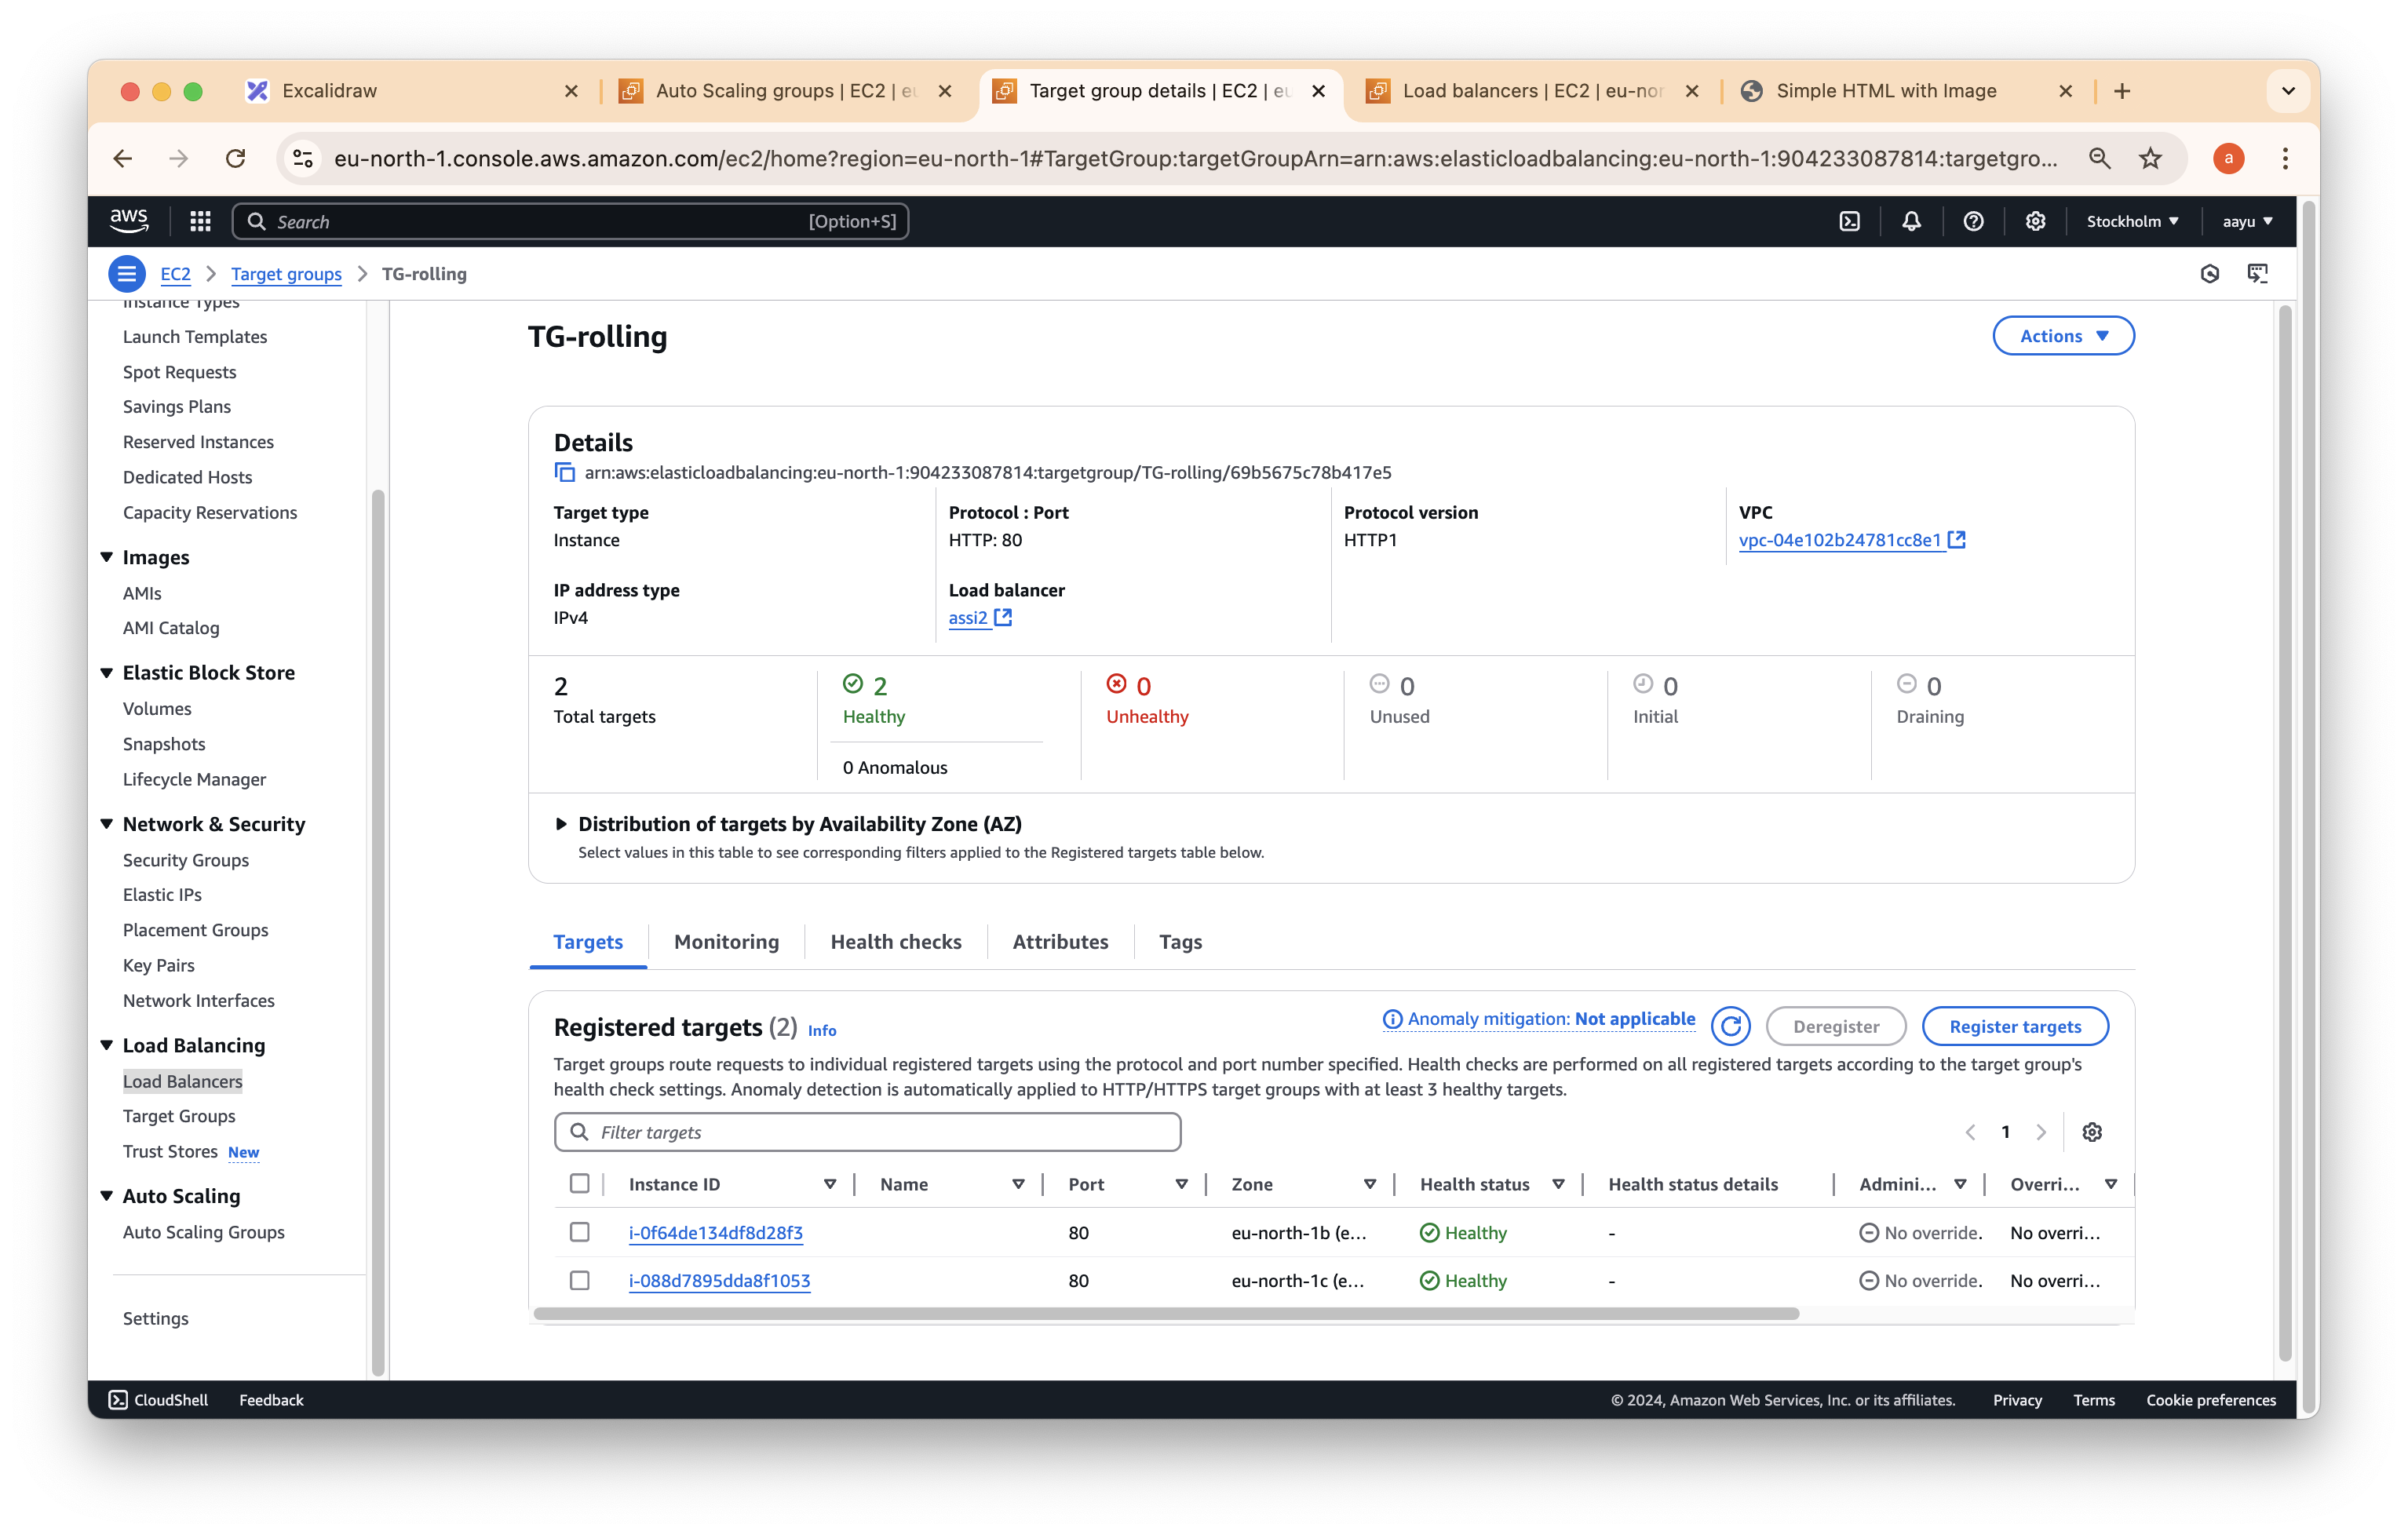 Excalidraw
Auto Scaling groups | EC2 | eu
Target group details | EC2 | eu
Load balancers | EC2 | eu-nor
Simple HTML with Image
eu-north-1.console.aws.amazon.com/ec2/home?region=eu-north-1#TargetGroup:targetGroupArn=arn:aws:elasticloadbalancing:eu-north-1:904233087814:targetgro...
a
aws
Search
[Option+S]
Stockholm
aayu
EC2
Target groups
TG-rolling
Instance Types
Launch Templates
Spot Requests
Savings Plans
Reserved Instances
Dedicated Hosts
Capacity Reservations
Images
AMIs
AMI Catalog
Elastic Block Store
Volumes
Snapshots
Lifecycle Manager
Network & Security
Security Groups
Elastic IPs
Placement Groups
Key Pairs
Network Interfaces
Load Balancing
Load Balancers
Target Groups
Trust Stores New
Auto Scaling
Auto Scaling Groups
Settings
TG-rolling
Actions
Details
arn:aws:elasticloadbalancing:eu-north-1:904233087814:targetgroup/TG-rolling/69b5675c78b417e5
Target type
Instance
Protocol : Port
HTTP: 80
Protocol version
HTTP1
VPC
vpc-04e102b24781cc8e1
IP address type
IPv4
Load balancer
assi2
2
Total targets
2
Healthy
0 Anomalous
0
Unhealthy
0
Unused
0
Initial
0
Draining
Distribution of targets by Availability Zone (AZ)
Select values in this table to see corresponding filters applied to the Registered targets table below.
Targets
Monitoring
Health checks
Attributes
Tags
Registered targets (2) Info
Anomaly mitigation: Not applicable
Deregister
Register targets
Target groups route requests to individual registered targets using the protocol and port number specified. Health checks are performed on all registered targets according to the target group's
health check settings. Anomaly detection is automatically applied to HTTP/HTTPS target groups with at least 3 healthy targets.
Filter targets
1
Instance ID Name Port Zone Health status Health status details Admini... Overri...
i-0f64de134df8d28f3 80 eu-north-1b (e... Healthy - No override. No overri...
i-088d7895dda8f1053 80 eu-north-1c (e... Healthy - No override. No overri...
CloudShell
Feedback
© 2024, Amazon Web Services, Inc. or its affiliates.
Privacy
Terms
Cookie preferences